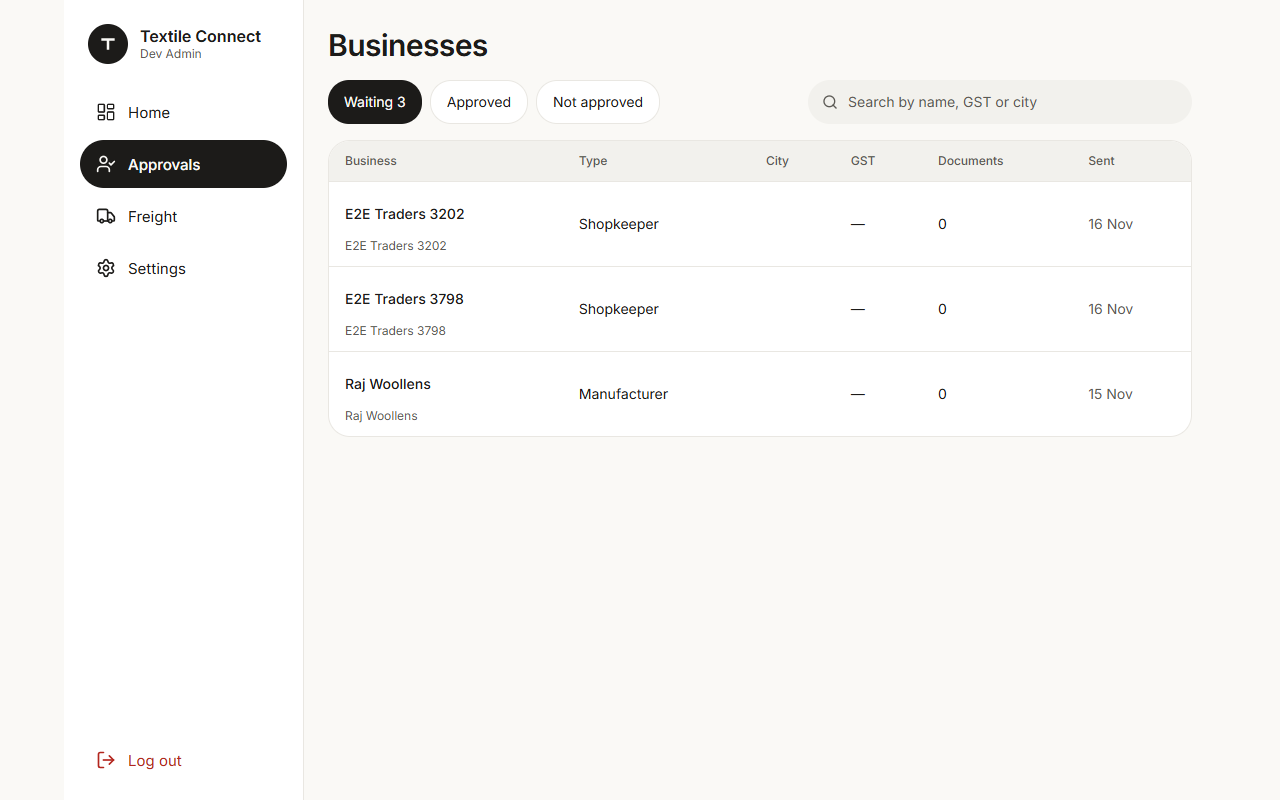 T
Textile Connect
Dev Admin
Home
Approvals
Freight
Settings
Log out
Businesses
Waiting 3
Approved
Not approved
Search by name, GST or city
Business Type City GST Documents Sent
E2E Traders 3202
E2E Traders 3202
Shopkeeper — 0 16 Nov
E2E Traders 3798
E2E Traders 3798
Shopkeeper — 0 16 Nov
Raj Woollens
Raj Woollens
Manufacturer — 0 15 Nov